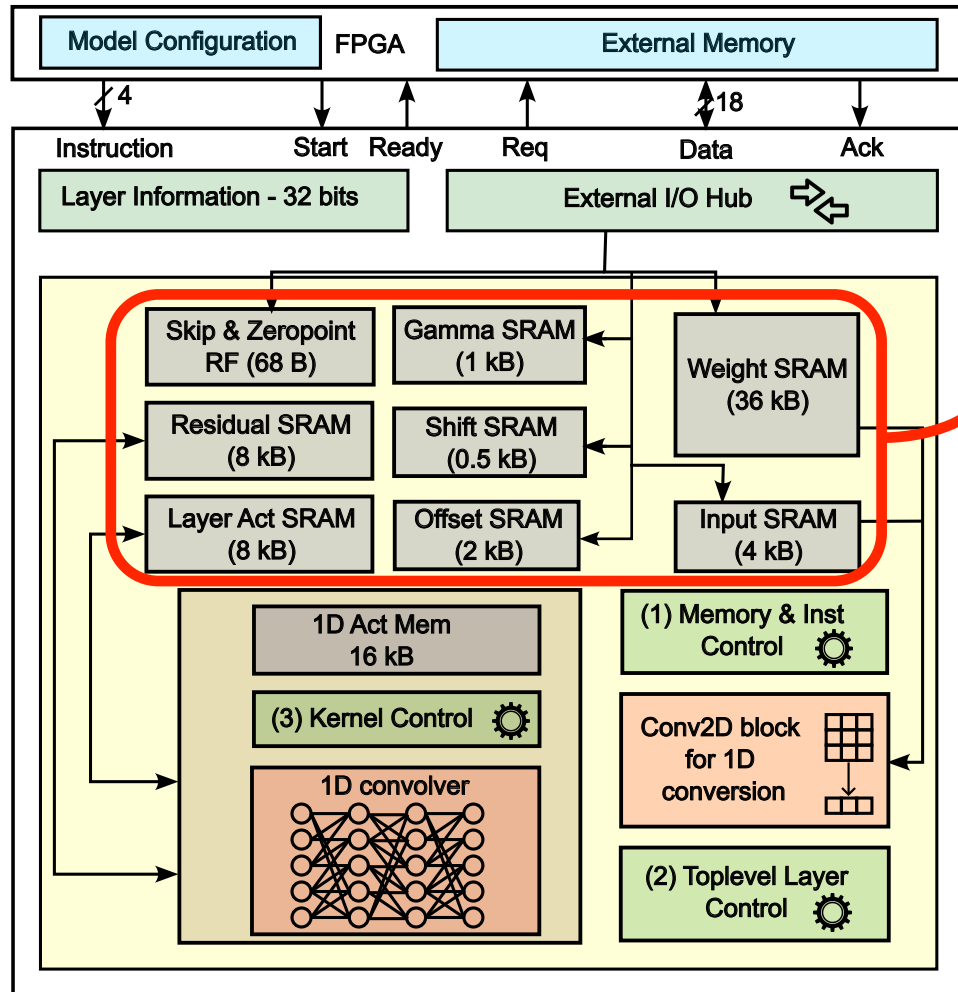 Model Configuration
FPGA
External Memory
4
18
Instruction
Start
Ready
Req
Data
Ack
Layer Information - 32 bits
External I/O Hub
Skip & Zeropoint
RF (68 B)
Gamma SRAM
(1 kB)
Weight SRAM
(36 kB)
Residual SRAM
(8 kB)
Shift SRAM
(0.5 kB)
Layer Act SRAM
(8 kB)
Offset SRAM
(2 kB)
Input SRAM
(4 kB)
1D Act Mem
16 kB
(1) Memory & Inst
Control
(3) Kernel Control
Conv2D block
for 1D
conversion
1D convolver
(2) Toplevel Layer
Control